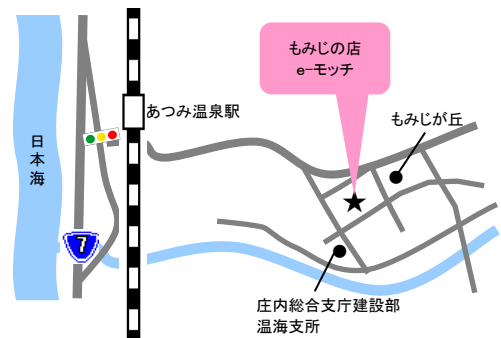 もみじの店
e-モッチ
あつみ温泉駅
もみじが丘
日本海
7
庄内総合支庁建設部
温海支所